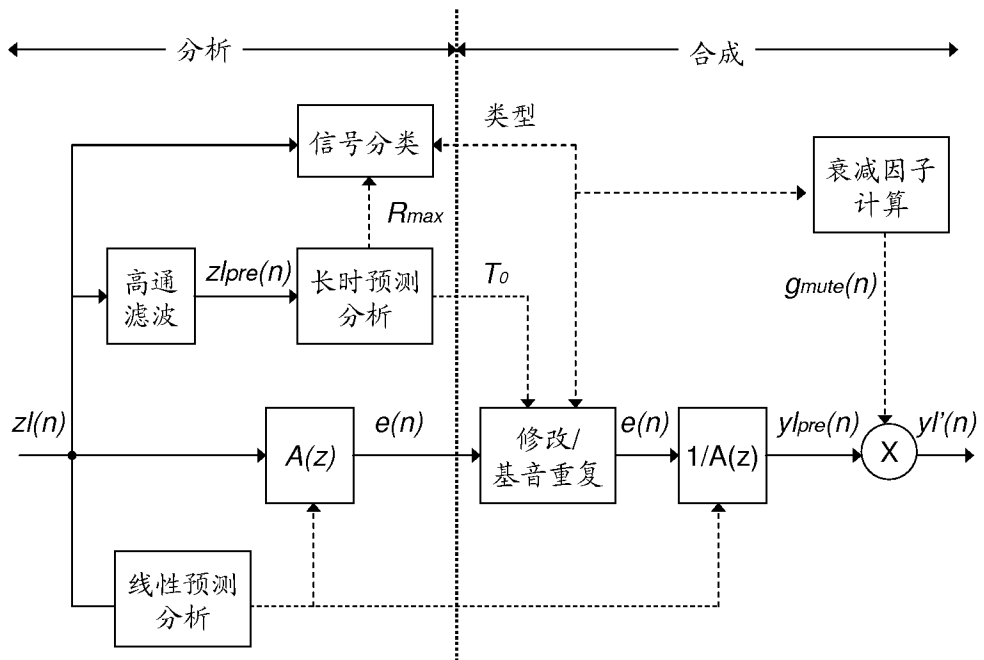 分析
合成
信号分类
类型
衰减因子
计算
Rmax
高通
滤波
zlpre(n)
长时预测
分析
T0
gmute(n)
zl(n)
A(z)
e(n)
修改/
基音重复
e(n)
1/A(z)
ylpre(n)
X
yl'(n)
线性预测
分析